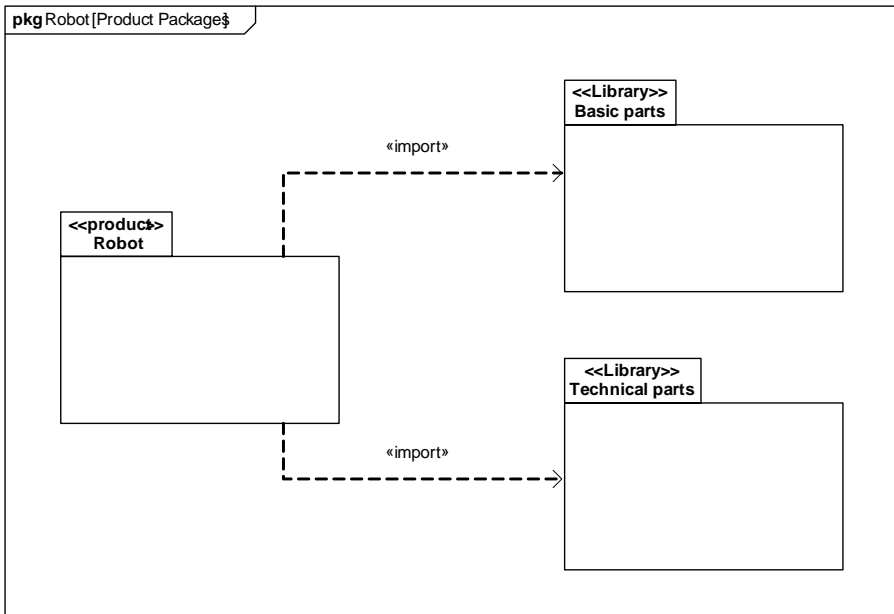 pkg Robot [Product Packages]
<<Library>>
Basic parts
«import»
<<product>>
Robot
<<Library>>
Technical parts
«import»